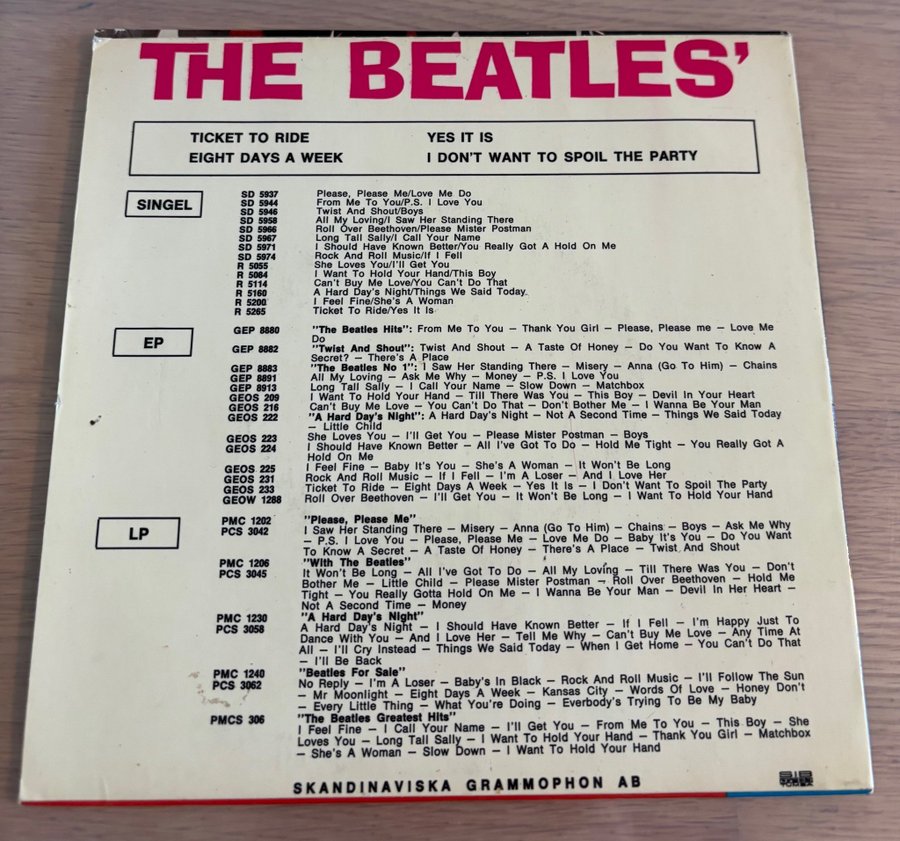 THE BEATLES'
TICKET TO RIDE YES IT IS
EIGHT DAYS A WEEK I DON'T WANT TO SPOIL THE PARTY
SINGEL
SD 5937 Please, Please Me/Love Me Do
SD 5944 From Me To You/P.S. I Love You
SD 5946 Twist And Shout/Boys
SD 5958 All My Loving/I Saw Her Standing There
SD 5966 Roll Over Beethoven/Please Mister Postman
SD 5967 Long Tall Sally/I Call Your Name
SD 5971 I Should Have Known Better/You Really Got A Hold On Me
SD 5974 Rock And Roll Music/If I Fell
R 5055 She Loves You/I'll Get You
R 5084 I Want To Hold Your Hand/This Boy
R 5114 Can't Buy Me Love/You Can't Do That
R 5160 A Hard Day's Night/Things We Said Today
R 5200 I Feel Fine/She's A Woman
R 5265 Ticket To Ride/Yes It Is
EP
GEP 8880 "The Beatles Hits": From Me To You — Thank You Girl — Please, Please me — Love Me
Do
GEP 8882 "Twist And Shout": Twist And Shout — A Taste Of Honey — Do You Want To Know A
Secret? — There's A Place
GEP 8883 "The Beatles No 1": I Saw Her Standing There — Misery — Anna (Go To Him) — Chains
GEP 8891 All My Loving — Ask Me Why — Money — P.S. I Love You
GEP 8913 Long Tall Sally — I Call Your Name — Slow Down — Matchbox
GEOS 209 I Want To Hold Your Hand — Till There Was You — This Boy — Devil In Your Heart
GEOS 216 Can't Buy Me Love — You Can't Do That — Don't Bother Me — I Wanna Be Your Man
GEOS 222 "A Hard Day's Night": A Hard Day's Night — Not A Second Time — Things We Said Today
— Little Child
GEOS 223 She Loves You — I'll Get You — Please Mister Postman — Boys
GEOS 224 I Should Have Known Better — All I've Got To Do — Hold Me Tight — You Really Got A
Hold On Me
GEOS 225 I Feel Fine — Baby It's You — She's A Woman — It Won't Be Long
GEOS 231 Rock And Roll Music — If I Fell — I'm A Loser — And I Love Her
GEOS 233 Ticket To Ride — Eight Days A Week — Yes It Is — I Don't Want To Spoil The Party
GEOW 1288 Roll Over Beethoven — I'll Get You — It Won't Be Long — I Want To Hold Your Hand
LP
PMC 1202 "Please, Please Me"
PCS 3042 I Saw Her Standing There — Misery — Anna (Go To Him) — Chains — Boys — Ask Me Why
— P.S. I Love You — Please, Please Me — Love Me Do — Baby It's You — Do You Want
To Know A Secret — A Taste Of Honey — There's A Place — Twist And Shout
PMC 1206 "With The Beatles"
PCS 3045 It Won't Be Long — All I've Got To Do — All My Loving — Till There Was You — Don't
Bother Me — Little Child — Please Mister Postman — Roll Over Beethoven — Hold Me
Tight — You Really Gotta Hold On Me — I Wanna Be Your Man — Devil In Her Heart —
Not A Second Time — Money
PMC 1230 "A Hard Day's Night"
PCS 3058 A Hard Day's Night — I Should Have Known Better — If I Fell — I'm Happy Just To
Dance With You — And I Love Her — Tell Me Why — Can't Buy Me Love — Any Time At
All — I'll Cry Instead — Things We Said Today — When I Get Home — You Can't Do That
— I'll Be Back
PMC 1240 "Beatles For Sale"
PCS 3062 No Reply — I'm A Loser — Baby's In Black — Rock And Roll Music — I'll Follow The Sun
— Mr Moonlight — Eight Days A Week — Kansas City — Words Of Love — Honey Don't
— Every Little Thing — What You're Doing — Everbody's Trying To Be My Baby
PMCS 306 "The Beatles Greatest Hits"
I Feel Fine — I Call Your Name — I'll Get You — From Me To You — This Boy — She
Loves You — Long Tall Sally — I Want To Hold Your Hand — Thank You Girl — Matchbox
— She's A Woman — Slow Down — I Want To Hold Your Hand
SKANDINAVISKA GRAMMOPHON AB